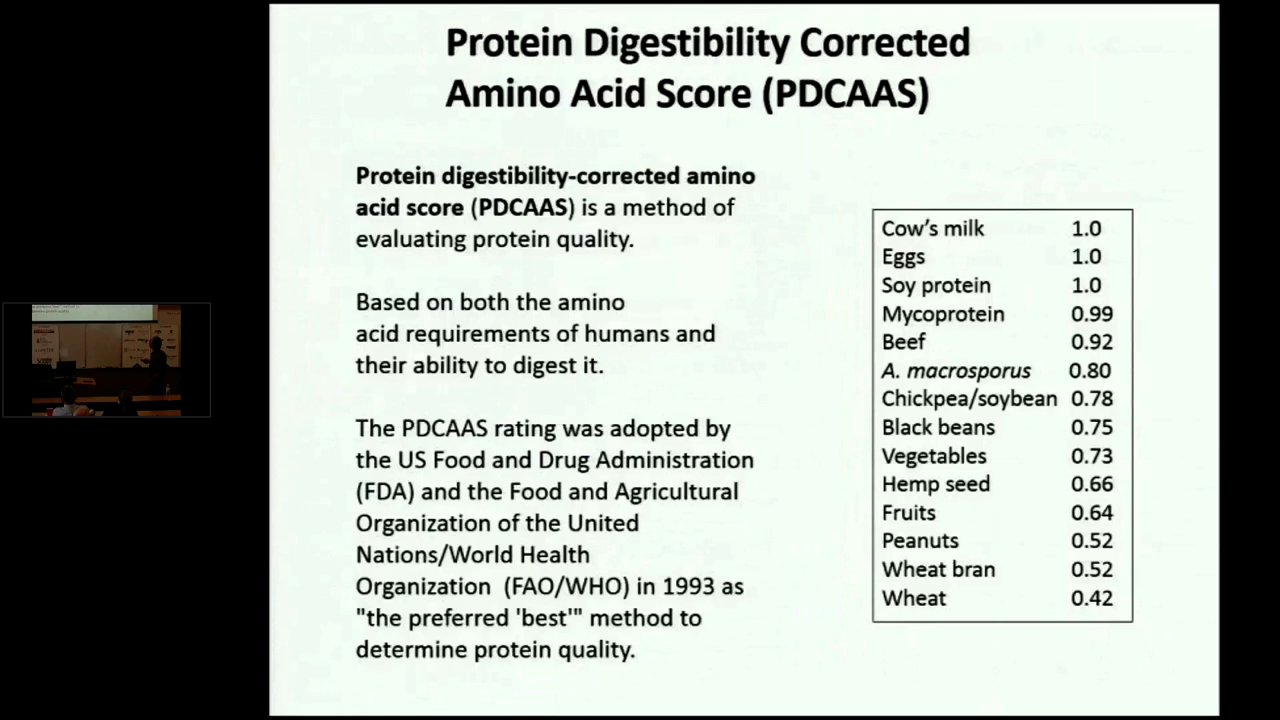 Protein Digestibility Corrected
Amino Acid Score (PDCAAS)
Protein digestibility-corrected amino
acid score (PDCAAS) is a method of
evaluating protein quality.
Based on both the amino
acid requirements of humans and
their ability to digest it.
The PDCAAS rating was adopted by
the US Food and Drug Administration
(FDA) and the Food and Agricultural
Organization of the United
Nations/World Health
Organization (FAO/WHO) in 1993 as
"the preferred 'best'" method to
determine protein quality.
Cow's milk 1.0
Eggs 1.0
Soy protein 1.0
Mycoprotein 0.99
Beef 0.92
A. macrosporus 0.80
Chickpea/soybean 0.78
Black beans 0.75
Vegetables 0.73
Hemp seed 0.66
Fruits 0.64
Peanuts 0.52
Wheat bran 0.52
Wheat 0.42